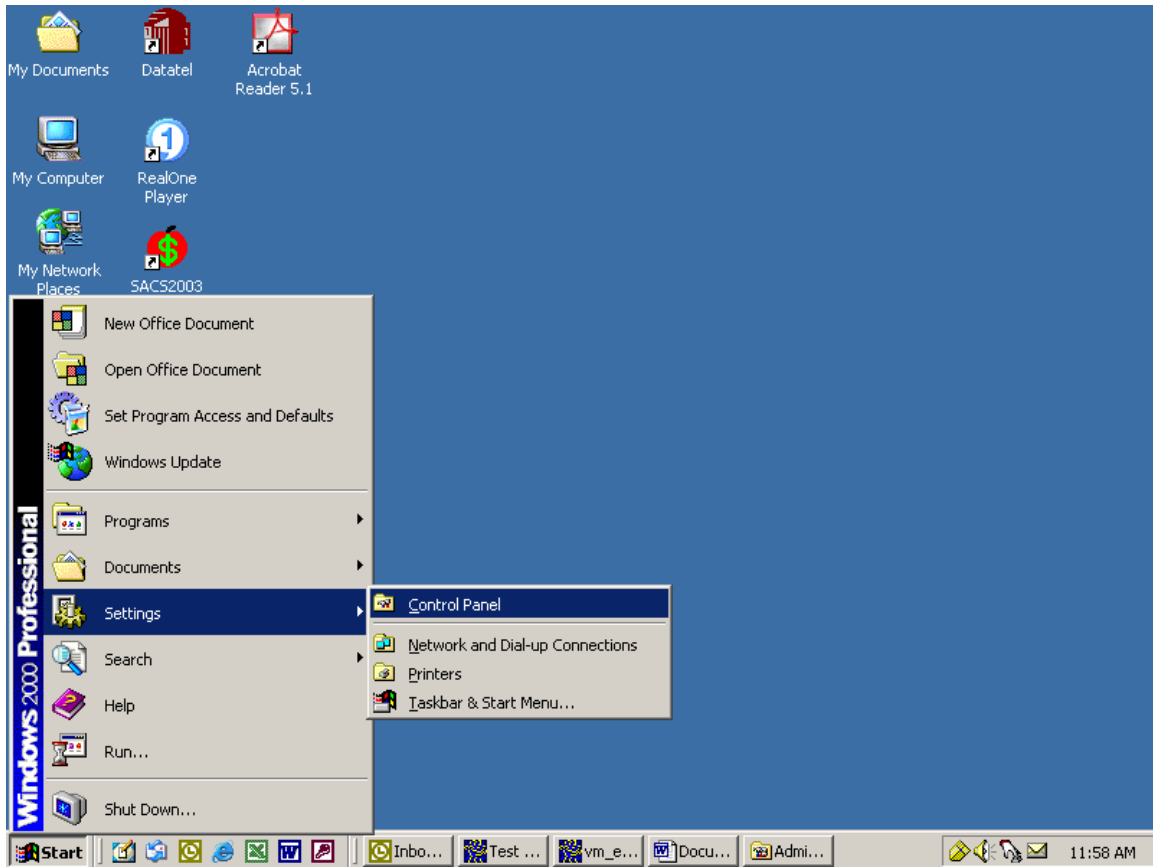 My Documents
Datatel
Acrobat
Reader 5.1
My Computer
RealOne
Player
My Network
Places
SACS2003
New Office Document
Open Office Document
Set Program Access and Defaults
Windows Update
Programs
Documents
Settings
Search
Help
Run...
Shut Down...
Windows 2000 Professional
Control Panel
Network and Dial-up Connections
Printers
Taskbar & Start Menu...
Start
Inbo...
Test ...
vm_e...
Docu...
Admi...
11:58 AM